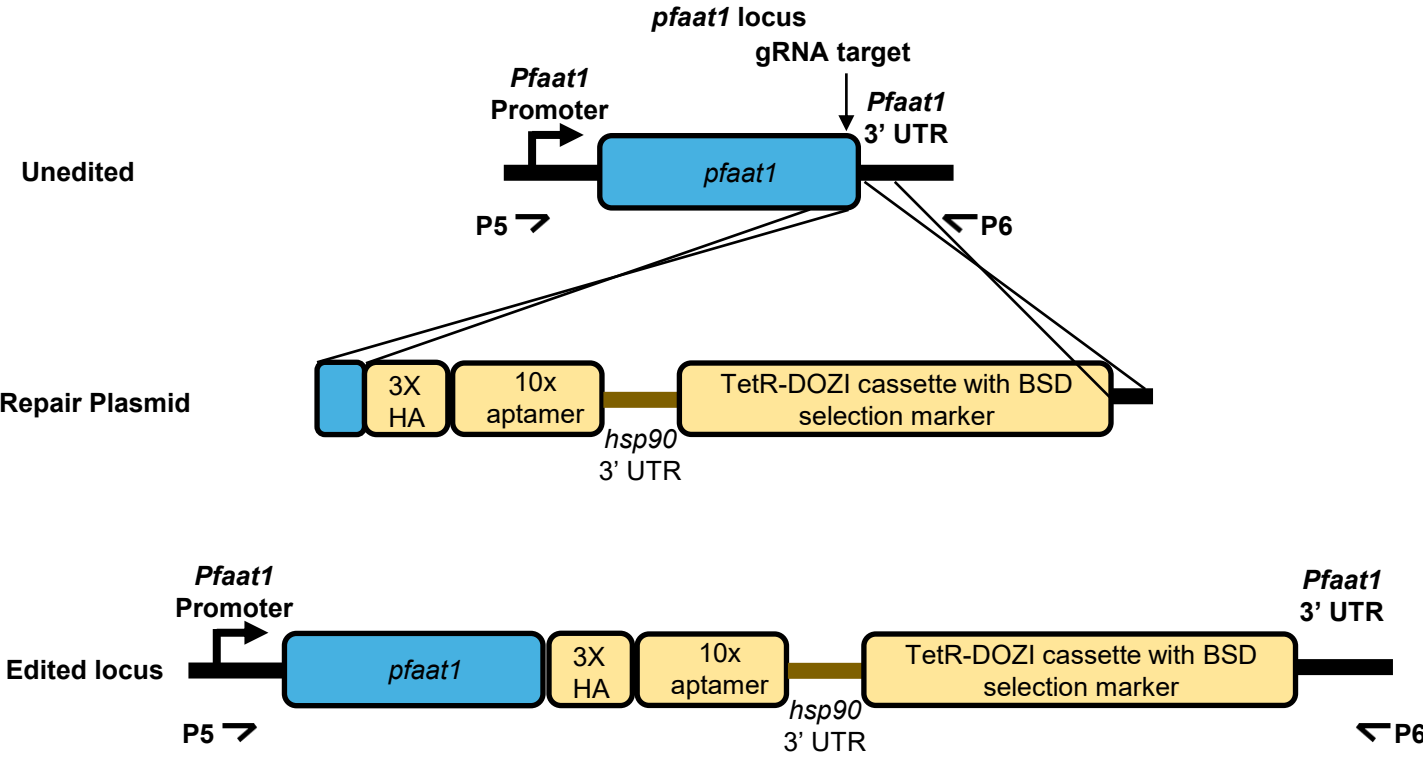 pfaat1 locus
gRNA target
Pfaat1
Promoter
Pfaat1
3’ UTR
Unedited
pfaat1
P5
P6
Repair Plasmid
3X
HA
10x
aptamer
hsp90
3’ UTR
TetR-DOZI cassette with BSD
selection marker
Pfaat1
Promoter
Pfaat1
3’ UTR
Edited locus
pfaat1
3X
HA
10x
aptamer
hsp90
3’ UTR
TetR-DOZI cassette with BSD
selection marker
P5
P6